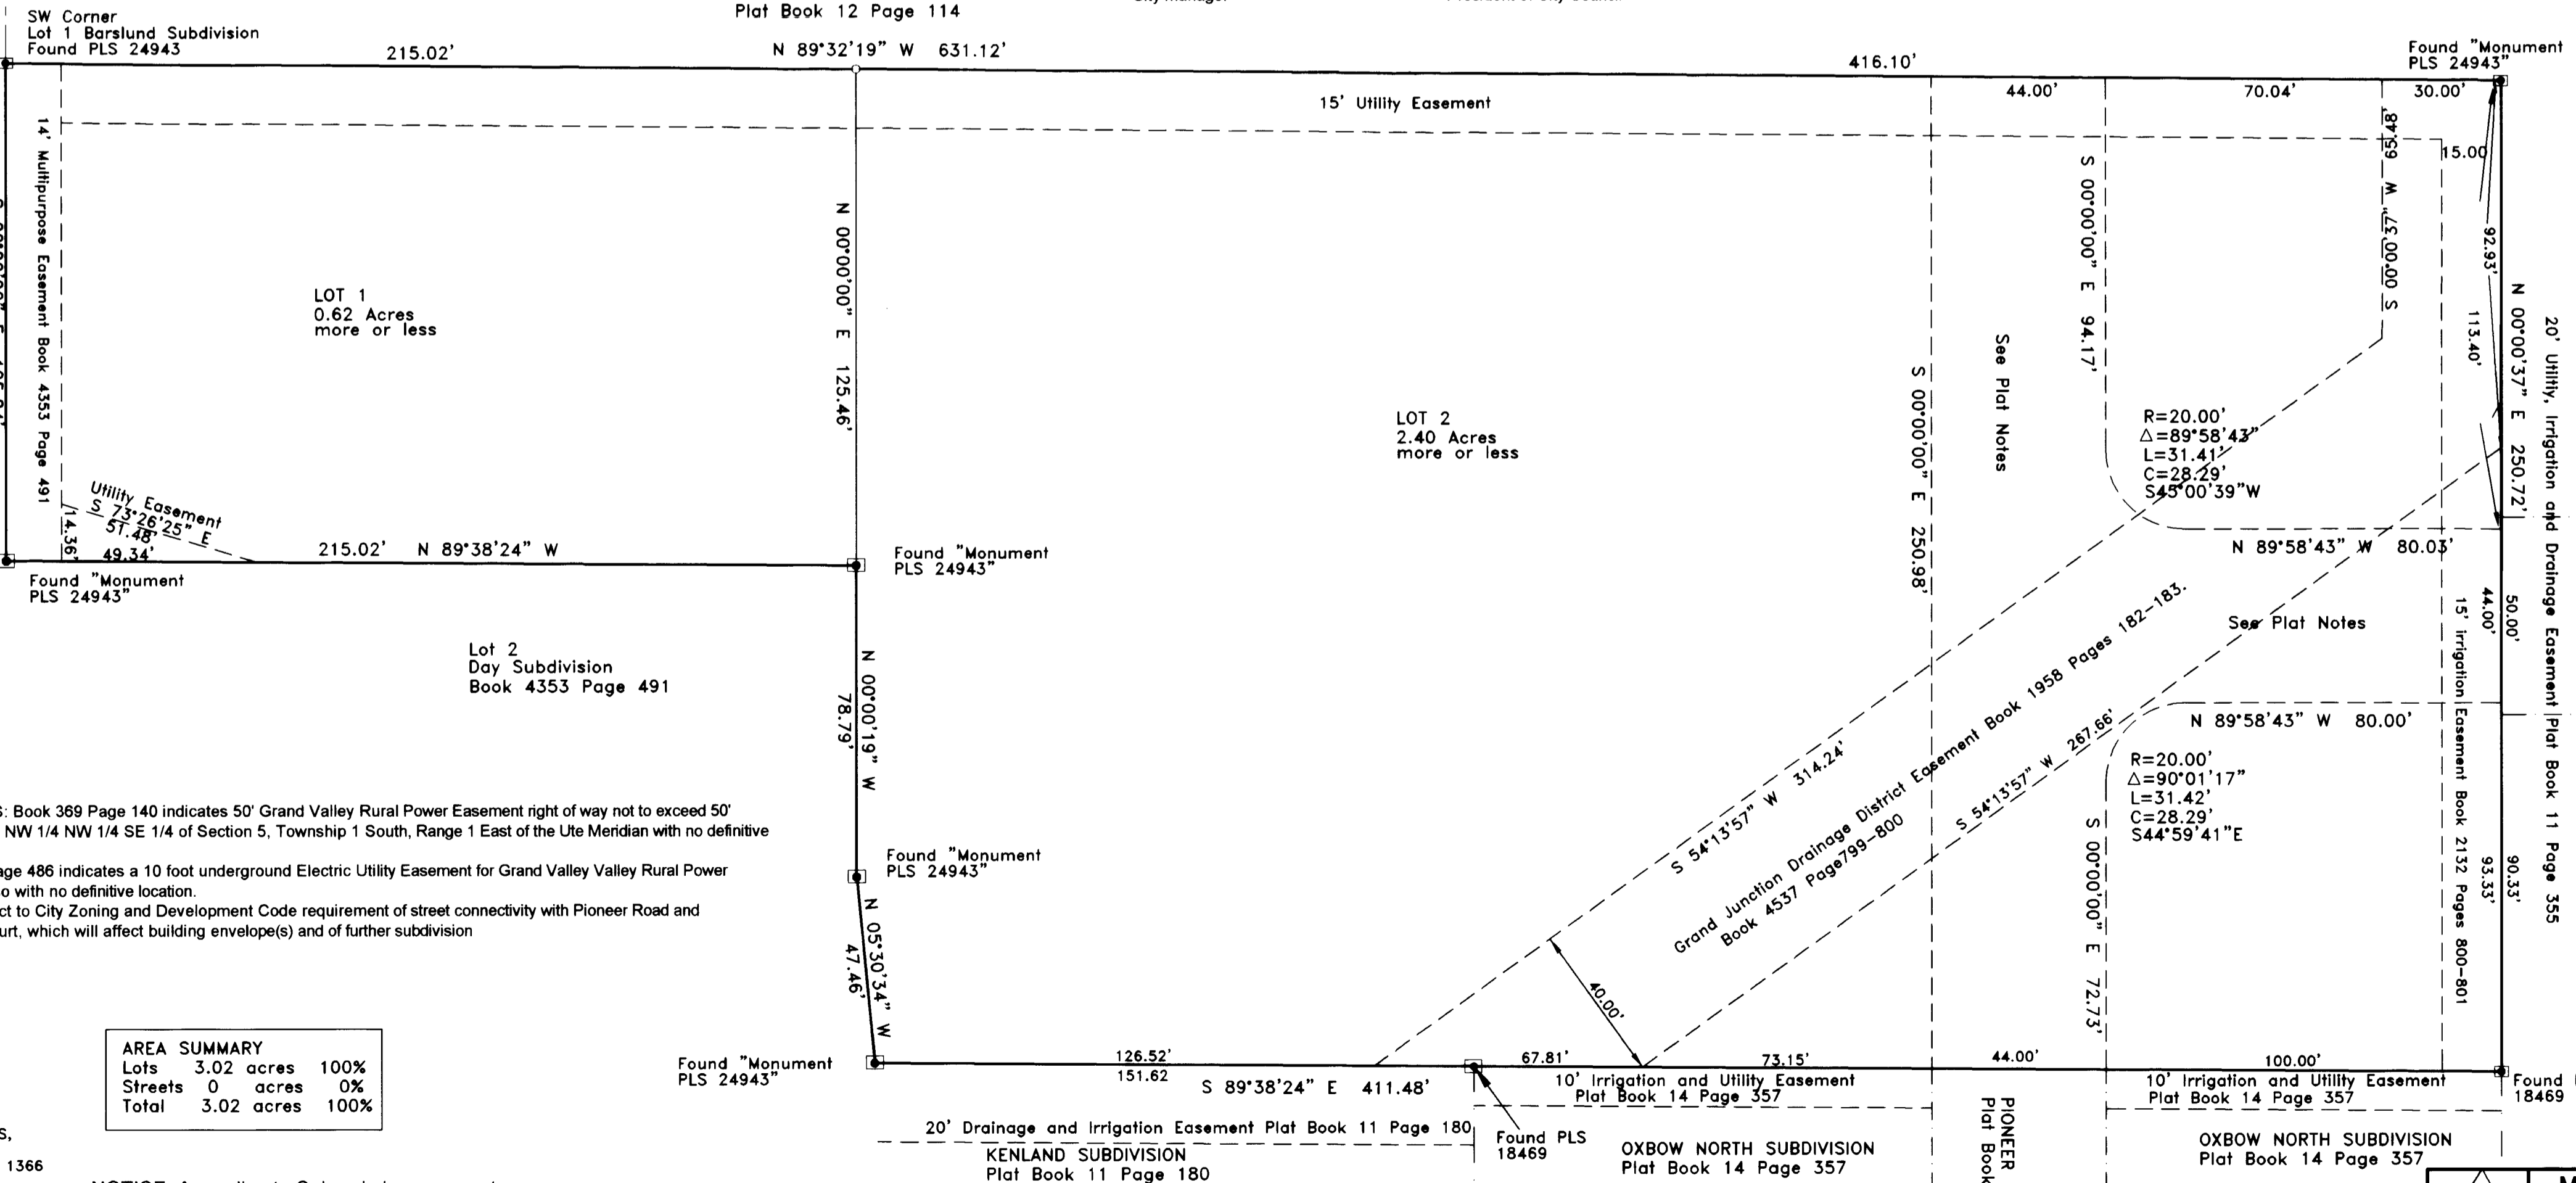 Plat Book 12 Page 114
SW Corner
Lot 1 Barslund Subdivision
Found PLS 24943
215.02'
N 89°32'19" W 631.12'
416.10'
Found "Monument
PLS 24943"
15' Utility Easement
44.00'
70.04'
30.00'
15.00
14' Multipurpose Easement Book 4353 Page 491
LOT 1
0.62 Acres
more or less
N 00°00'00" E 125.46'
LOT 2
2.40 Acres
more or less
S 00°00'00" E 250.98'
See Plat Notes
S 00°00'00" E 94.17'
S 00°00'37" W 65.48'
92.93'
113.40'
N 00°00'37" E 250.72'
20' Utiltiy, Irrigation and Drainage Easement Plat Book 11 Page 355
R=20.00'
△=89°58'43"
L=31.41'
C=28.29'
S45°00'39"W
Utility Easement
S 73°26'25" E
51.48'
14.36'
49.34'
215.02' N 89°38'24" W
Found "Monument
PLS 24943"
Found "Monument
PLS 24943"
N 89°58'43" W 80.03'
44.00'
50.00'
See Plat Notes
15' irrigation Easement Book 2132 Pages 800-801
N 89°58'43" W 80.00'
Lot 2
Day Subdivision
Book 4353 Page 491
N 00°00'19" W
78.79'
S 54°13'57" W 314.24'
Grand Junction Drainage District Easement Book 1958 Pages 182-183.
Book 4537 Page799-800
S 54°13'57" W 267.66'
R=20.00'
△=90°01'17"
L=31.42'
C=28.29'
S44°59'41"E
S 00°00'00" E 72.73'
93.33'
90.33'
: Book 369 Page 140 indicates 50' Grand Valley Rural Power Easement right of way not to exceed 50'
NW 1/4 NW 1/4 SE 1/4 of Section 5, Township 1 South, Range 1 East of the Ute Meridian with no definitive
age 486 indicates a 10 foot underground Electric Utility Easement for Grand Valley Valley Rural Power
o with no definitive location.
ct to City Zoning and Development Code requirement of street connectivity with Pioneer Road and
urt, which will affect building envelope(s) and of further subdivision
Found "Monument
PLS 24943"
N 05°30'34" W
47.46'
40.00'
AREA SUMMARY
Lots 3.02 acres 100%
Streets 0 acres 0%
Total 3.02 acres 100%
Found "Monument
PLS 24943"
126.52'
151.62
S 89°38'24" E 411.48'
67.81'
73.15'
44.00'
100.00'
10' Irrigation and Utility Easement
Plat Book 14 Page 357
10' Irrigation and Utility Easement
Plat Book 14 Page 357
Found
18469
20' Drainage and Irrigation Easement Plat Book 11 Page 180
KENLAND SUBDIVISION
Plat Book 11 Page 180
Found PLS
18469
OXBOW NORTH SUBDIVISION
Plat Book 14 Page 357
PIONEER
Plat Book
OXBOW NORTH SUBDIVISION
Plat Book 14 Page 357
S,
1366